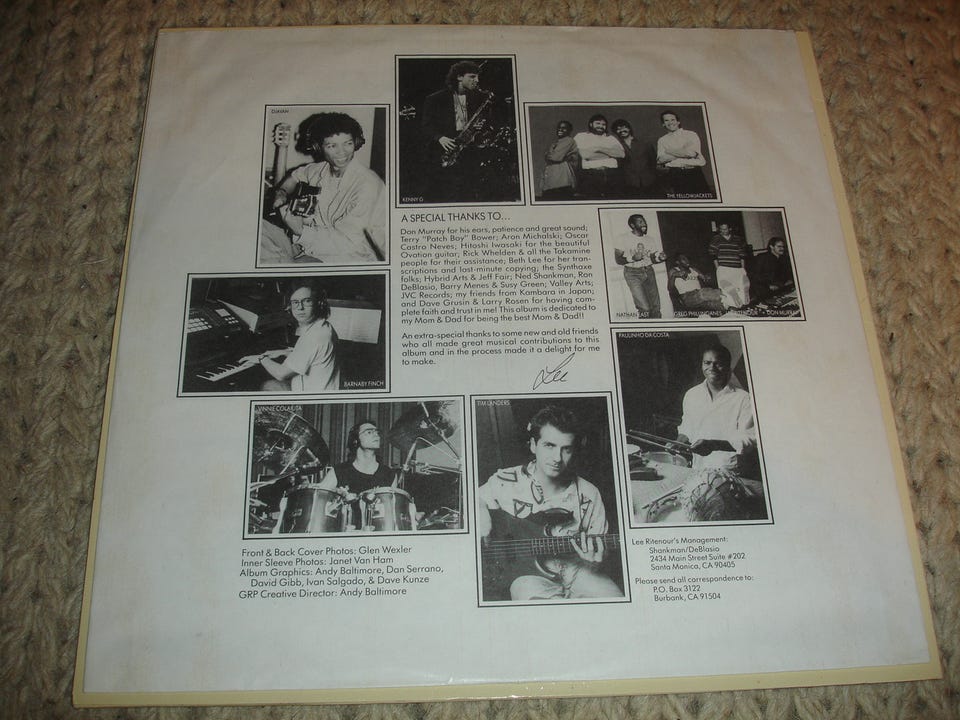 DJAVAN
KENNY G
THE YELLOWJACKETS
A SPECIAL THANKS TO...
Don Murray for his ears, patience and great sound;
Terry "Patch Boy" Bower; Aron Michalski; Oscar
Castro Neves; Hitoshi Iwasaki for the beautiful
Ovation guitar; Rick Whelden & all the Takamine
people for their assistance; Beth Lee for her tran-
scriptions and last-minute copying; the Synthaxe
folks; Hybrid Arts & Jeff Fair; Ned Shankman, Ron
DeBlasio, Barry Menes & Susy Green; Valley Arts;
JVC Records; my friends from Kambara in Japan;
and Dave Grusin & Larry Rosen for having com-
plete faith and trust in me! This album is dedicated to
my Mom & Dad for being the best Mom & Dad!!
An extra-special thanks to some new and old friends
who all made great musical contributions to this
album and in the process made it a delight for me
to make.
Lee
NATHAN EAST
GREG PHILLINGANES
DON MURRAY
BARNABY FINCH
PAULINHO DA COSTA
VINNIE COLAIUTA
TIM LANDERS
Front & Back Cover Photos: Glen Wexler
Inner Sleeve Photos: Janet Van Ham
Album Graphics: Andy Baltimore, Dan Serrano,
David Gibb, Ivan Salgado, & Dave Kunze
GRP Creative Director: Andy Baltimore
Lee Ritenour's Management:
Shankman/DeBlasio
2434 Main Street Suite #202
Santa Monica, CA 90405
Please send all correspondence to:
P.O. Box 3122
Burbank, CA 91504